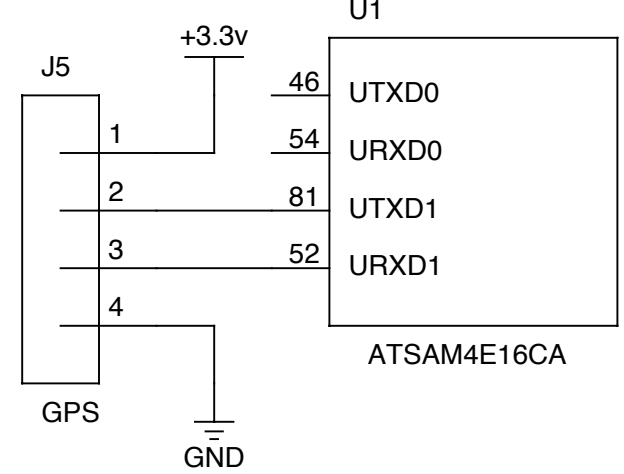 U1
+3.3v
J5
46 UTXD0
1
54 URXD0
2
81 UTXD1
3
52 URXD1
4
ATSAM4E16CA
GPS
GND